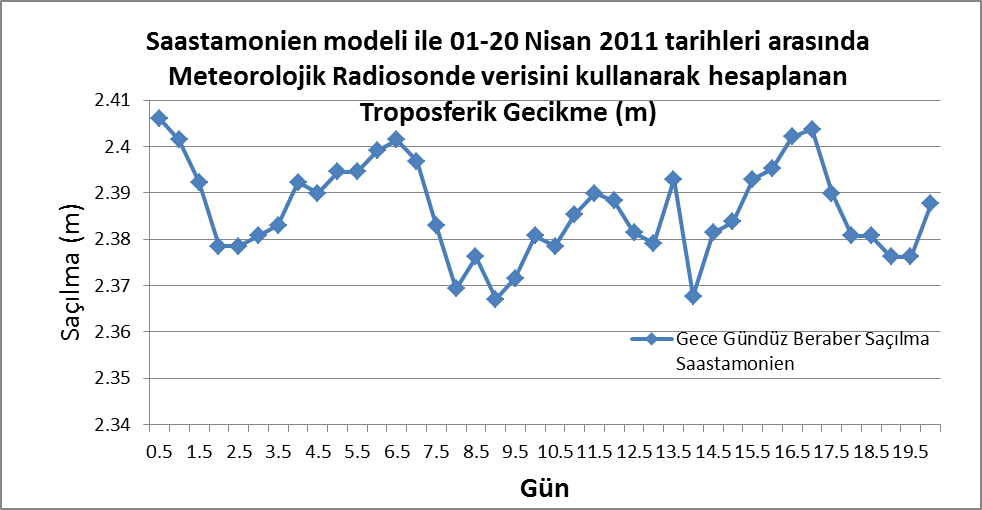 Saastamonien modeli ile 01-20 Nisan 2011 tarihleri arasında
Meteorolojik Radiosonde verisini kullanarak hesaplanan
Troposferik Gecikme (m)
2.41
2.4
2.39
2.38
2.37
2.36
2.35
2.34
Saçılma (m)
Gece Gündüz Beraber Saçılma
Saastamonien
0.5 1.5 2.5 3.5 4.5 5.5 6.5 7.5 8.5 9.5 10.5 11.5 12.5 13.5 14.5 15.5 16.5 17.5 18.5 19.5
Gün